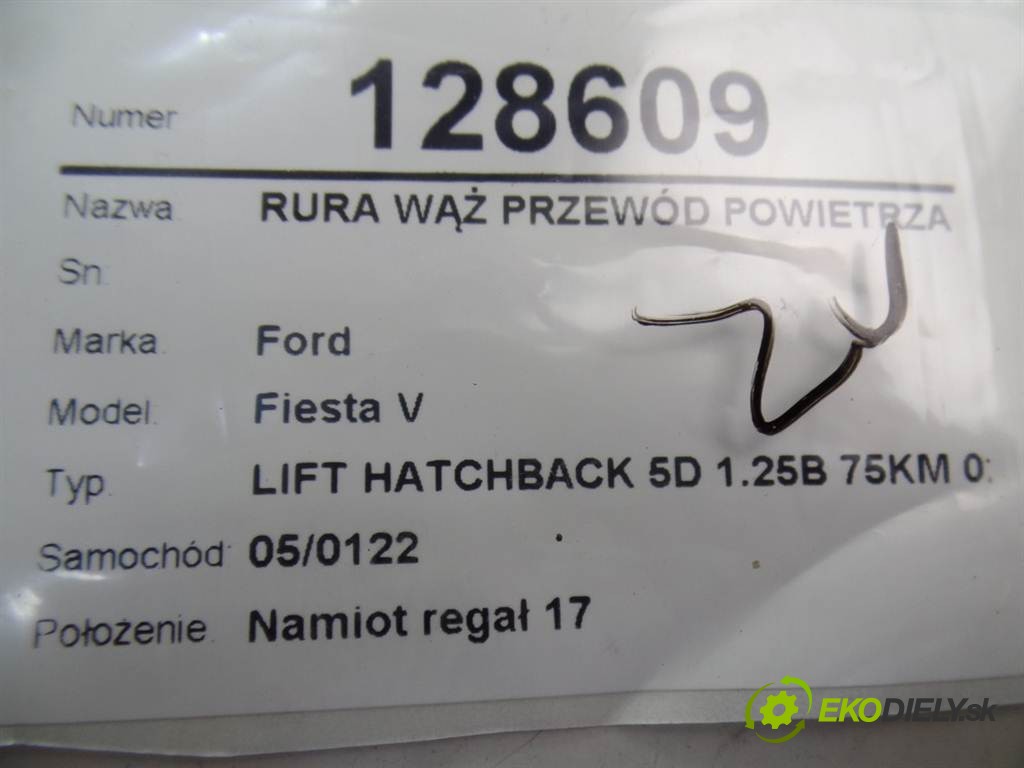 Numer 128609
Nazwa. RURA WĄŻ PRZEWÓD POWIETRZA
Sn.
Marka. Ford
Model. Fiesta V
Typ. LIFT HATCHBACK 5D 1.25B 75KM
Samochód 05/0122
Położenie. Namiot regał 17
EKODIELY.sk